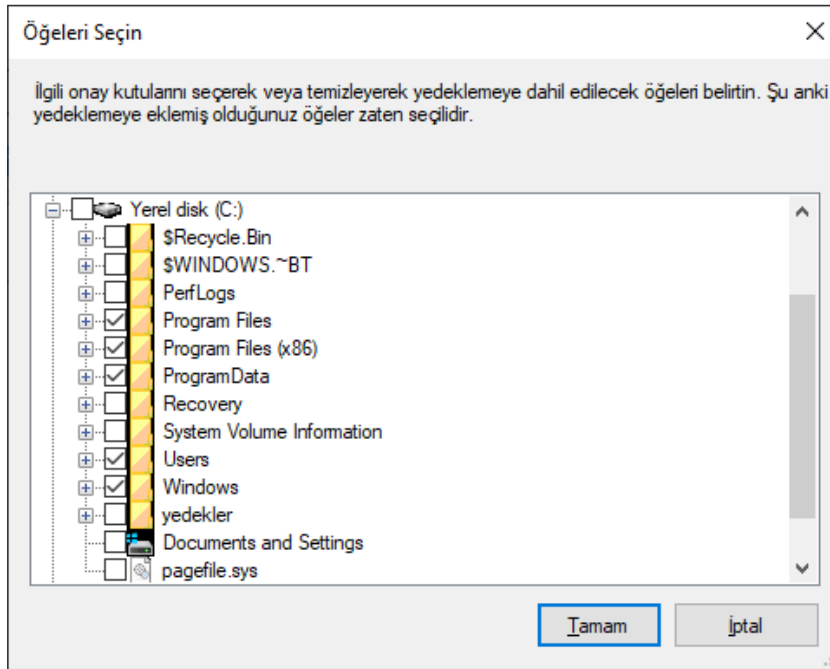 Öğeleri Seçin
İlgili onay kutularını seçerek veya temizleyerek yedeklemeye dahil edilecek öğeleri belirtin. Şu anki
yedeklemeye eklemiş olduğunuz öğeler zaten seçilidir.
Yerel disk (C:)
$Recycle.Bin
$WINDOWS.~BT
PerfLogs
Program Files
Program Files (x86)
ProgramData
Recovery
System Volume Information
Users
Windows
yedekler
Documents and Settings
pagefile.sys
Tamam
İptal